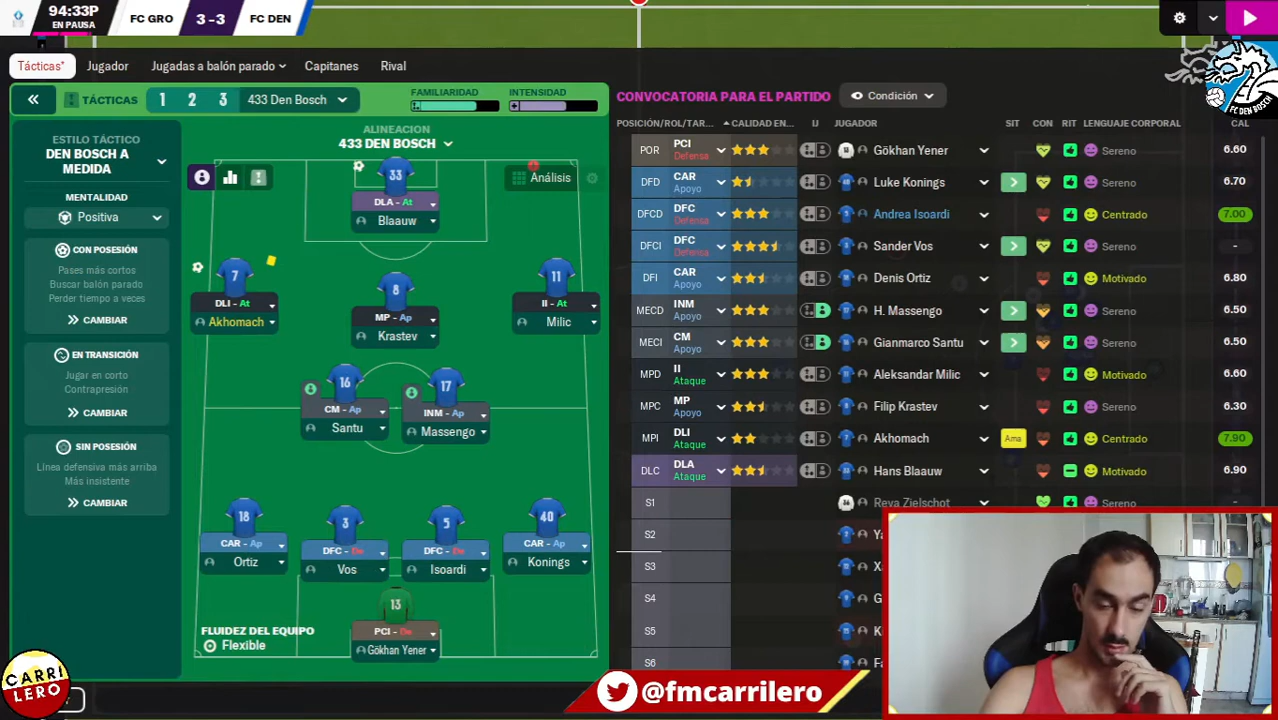 94:33P
EN PAUSA
FC GRO
3 - 3
FC DEN
Tácticas*
Jugador
Jugadas a balón parado
Capitanes
Rival
TÁCTICAS
1
2
3
433 Den Bosch
FAMILIARIDAD
INTENSIDAD
ESTILO TÁCTICO
DEN BOSCH A
MEDIDA
MENTALIDAD
Positiva
CON POSESIÓN
Pases más cortos
Buscar balón parado
Perder tiempo a veces
CAMBIAR
EN TRANSICIÓN
Jugar en corto
Contrapresión
CAMBIAR
SIN POSESIÓN
Línea defensiva más arriba
Más insistente
CAMBIAR
ALINEACION
433 DEN BOSCH
Análisis
33
DLA - At
Blaauw
7
DLI - At
Akhomach
8
MP - Ap
Krastev
11
II - At
Milic
16
CM - Ap
Santu
17
INM - Ap
Massengo
18
CAR - Ap
Ortiz
3
DFC - De
Vos
5
DFC - De
Isoardi
40
CAR - Ap
Konings
13
PCI - De
Gökhan Yener
FLUIDEZ DEL EQUIPO
Flexible
CONVOCATORIA PARA EL PARTIDO
Condición
POSICIÓN/ROL/TAR...
CALIDAD EN...
IJ
JUGADOR
SIT
CON
RIT
LENGUAJE CORPORAL
CAL
POR
PCI
Defensa
Gökhan Yener
Sereno
6.60
DFD
CAR
Apoyo
Luke Konings
Sereno
6.70
DFCD
DFC
Defensa
Andrea Isoardi
Centrado
7.00
DFCI
DFC
Defensa
Sander Vos
Sereno
-
DFI
CAR
Apoyo
Denis Ortiz
Motivado
6.80
MECD
INM
Apoyo
H. Massengo
Sereno
6.50
MECI
CM
Apoyo
Gianmarco Santu
Sereno
6.50
MPD
II
Ataque
Aleksandar Milic
Motivado
6.60
MPC
MP
Apoyo
Filip Krastev
Sereno
6.30
MPI
DLI
Ataque
Akhomach
Ama
Centrado
7.90
DLC
DLA
Ataque
Hans Blaauw
Motivado
6.90
S1
Reva Zielschot
Sereno
-
S2
S3
S4
S5
S6
FC DEN BOSCH
CARRI
LERO
@fmcarrilero